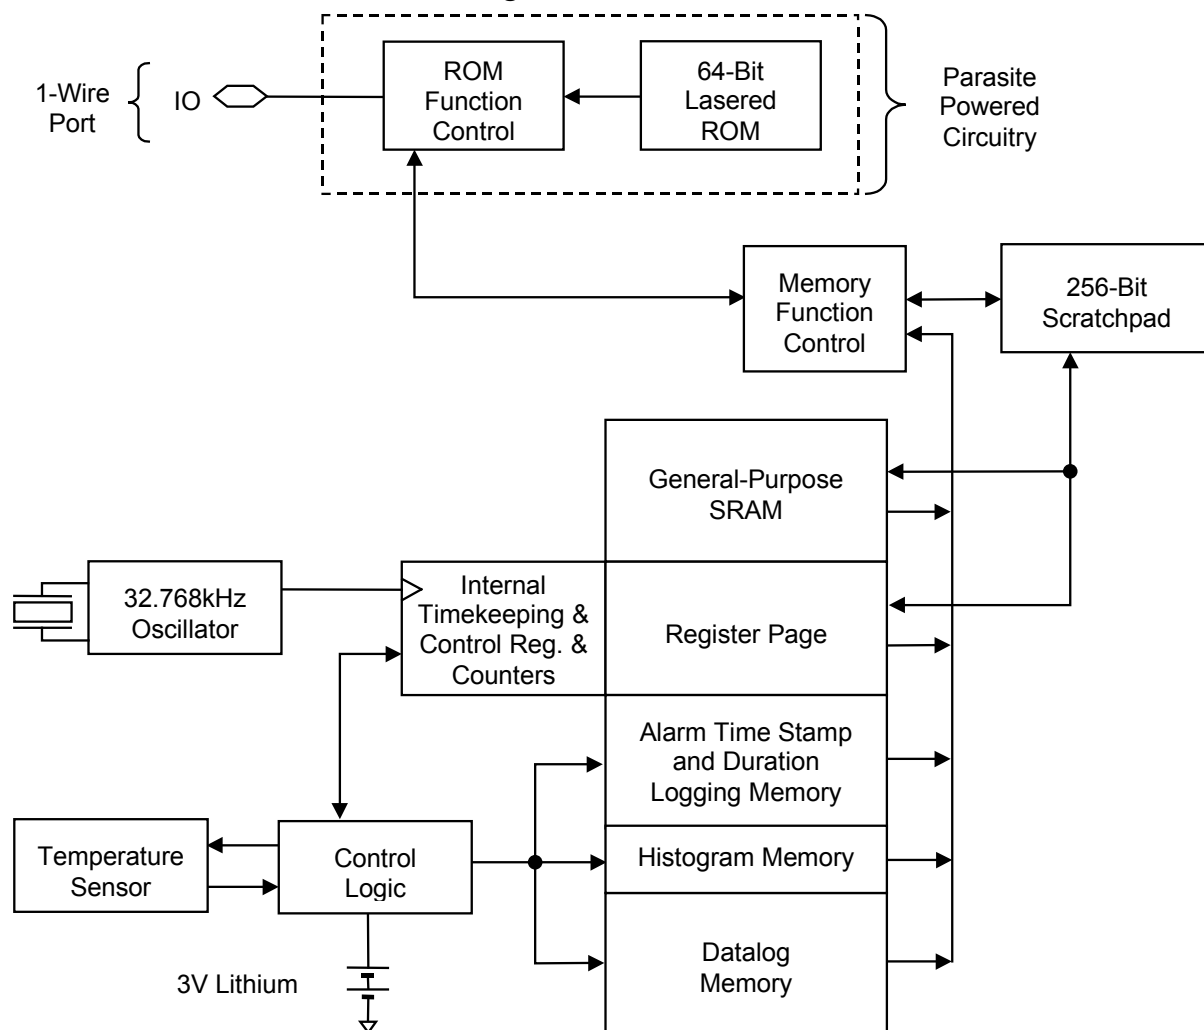 1-Wire
Port
IO
ROM
Function
Control
64-Bit
Lasered
ROM
Parasite
Powered
Circuitry
Memory
Function
Control
256-Bit
Scratchpad
General-Purpose
SRAM
32.768kHz
Oscillator
Internal
Timekeeping &
Control Reg. &
Counters
Register Page
Alarm Time Stamp
and Duration
Logging Memory
Temperature
Sensor
Control
Logic
Histogram Memory
Datalog
Memory
3V Lithium